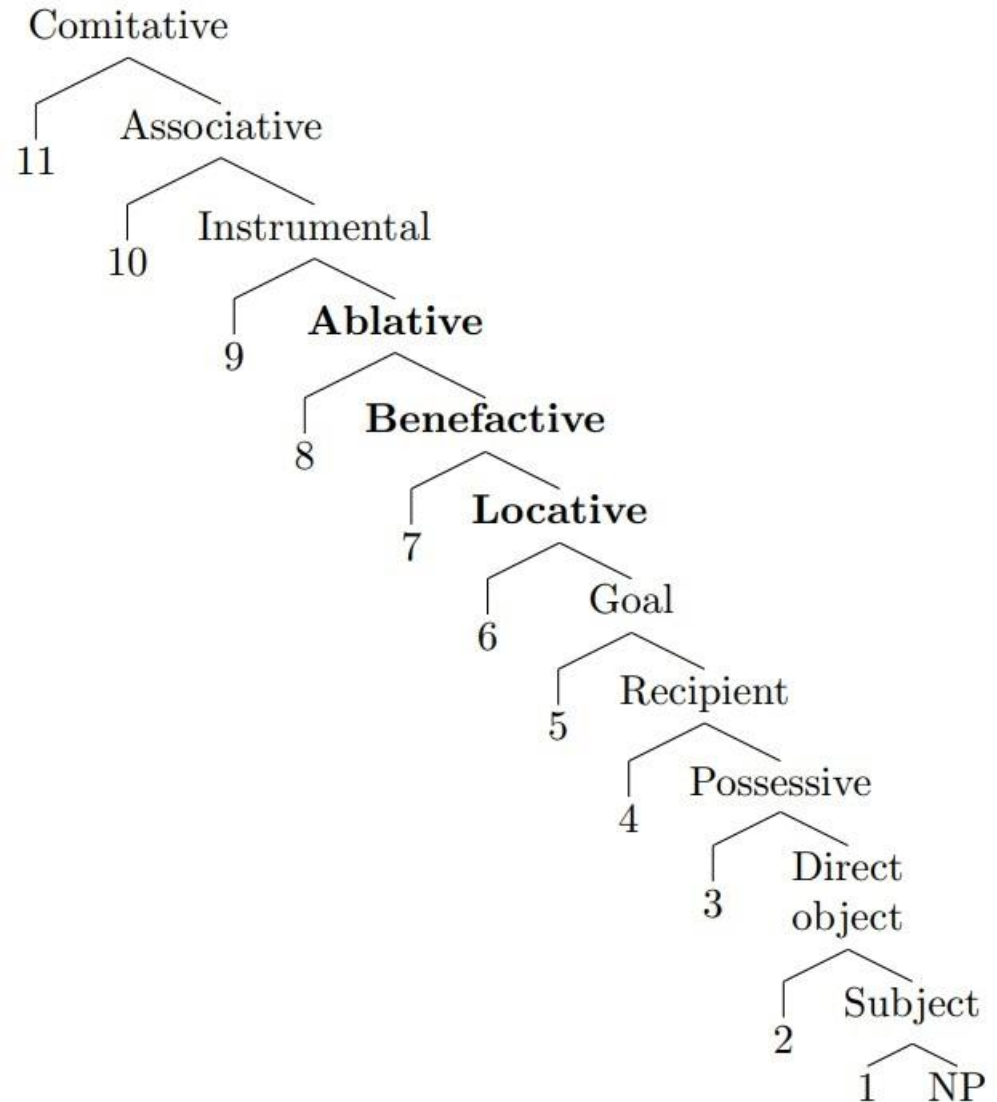 Comitative
11
Associative
10
Instrumental
9
Ablative
8
Benefactive
7
Locative
6
Goal
5
Recipient
4
Possessive
3
Direct
object
2
Subject
1 NP